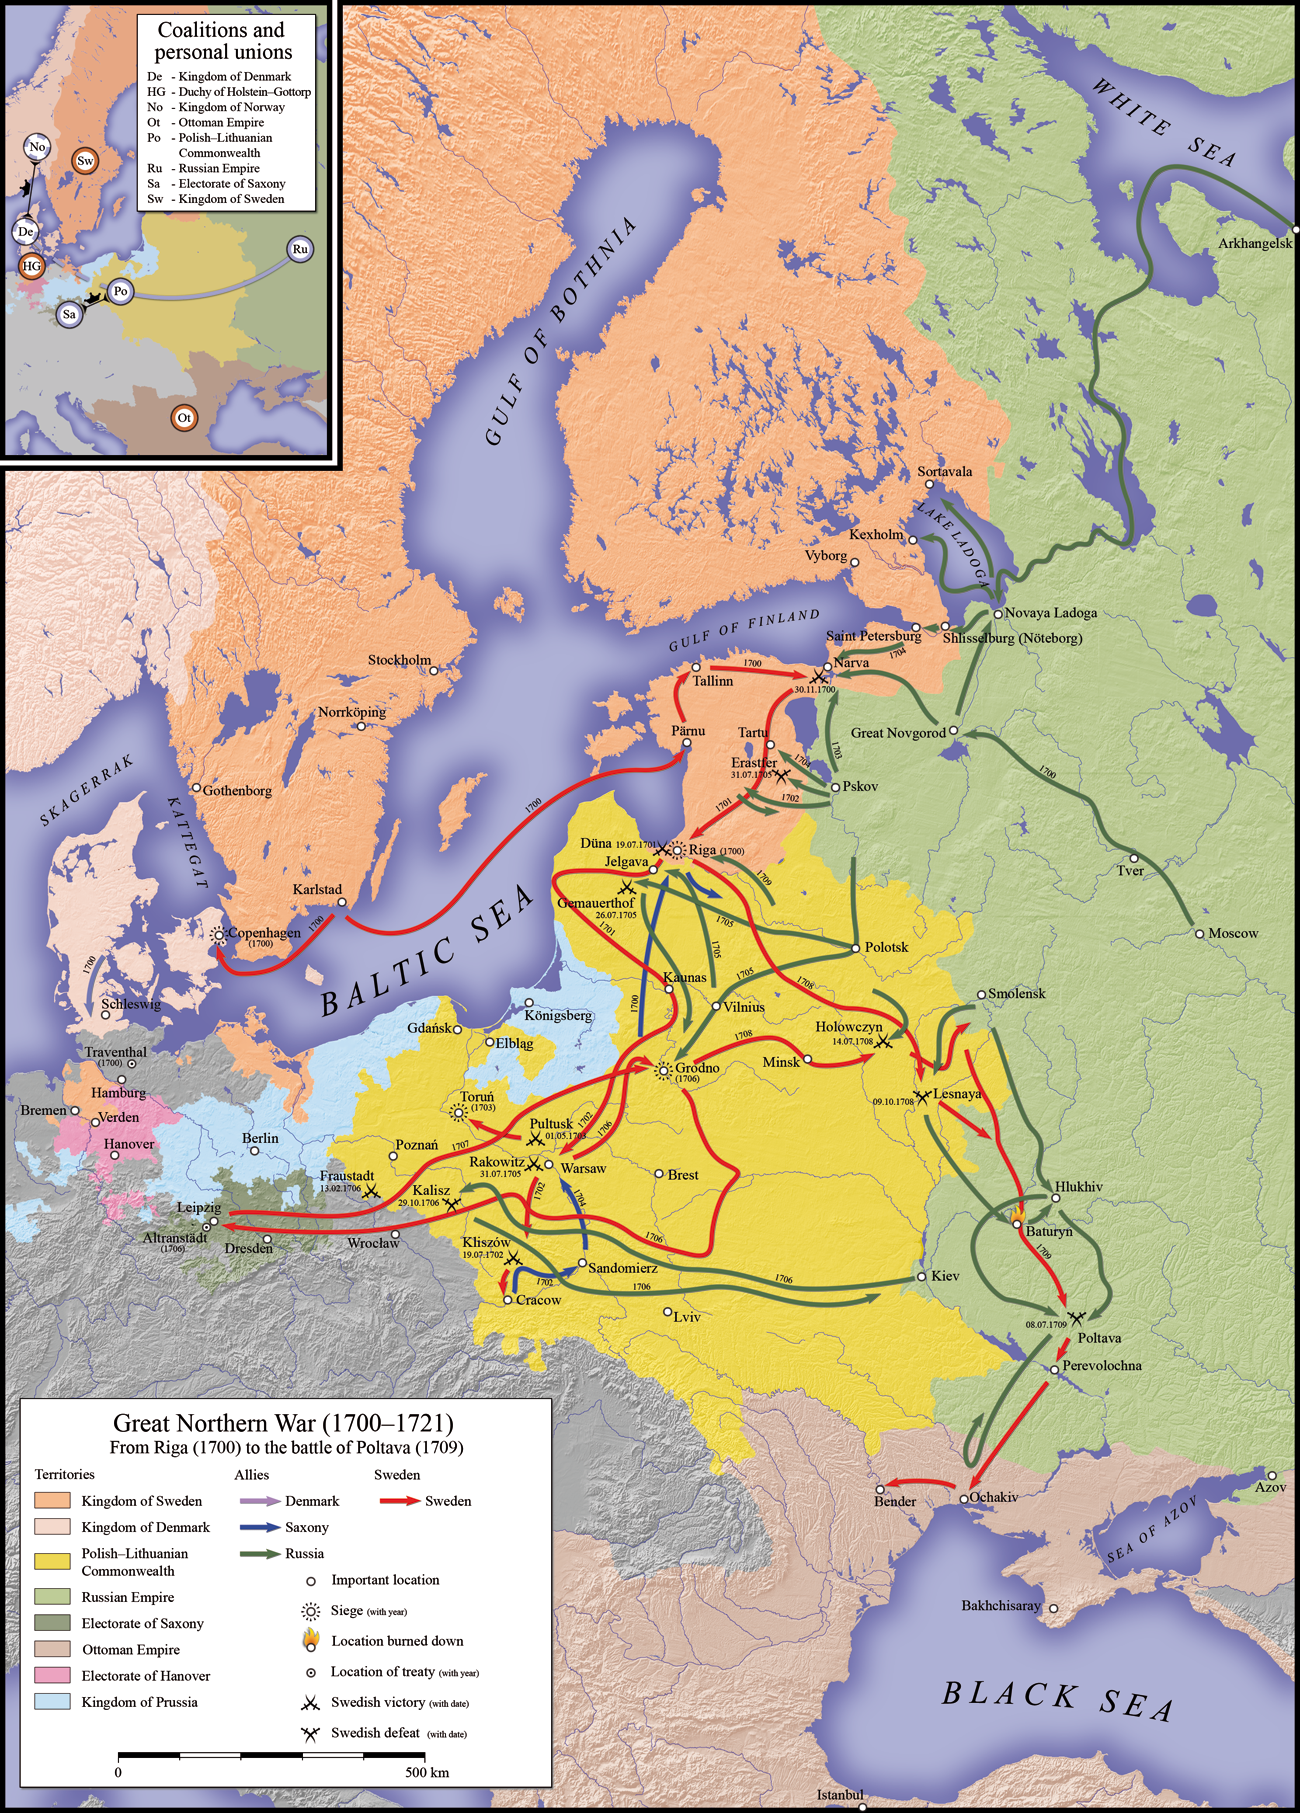 Coalitions and
personal unions
De - Kingdom of Denmark
HG - Duchy of Holstein–Gottorp
No - Kingdom of Norway
Ot - Ottoman Empire
Po - Polish–Lithuanian
Commonwealth
Ru - Russian Empire
Sa - Electorate of Saxony
Sw - Kingdom of Sweden
No
Sw
De
HG
Ru
Po
Sa
Ot
WHITE SEA
Arkhangelsk
GULF OF BOTHNIA
Sortavala
LAKE LADOGA
Kexholm
Vyborg
Novaya Ladoga
GULF OF FINLAND
Saint Petersburg
Shlisselburg (Nöteborg)
1704
Stockholm
Tallinn
1700
Narva
30.11.1700
Norrköping
Pärnu
Tartu
Great Novgorod
Erastfer
31.07.1705
1704
1703
1700
SKAGERRAK
KATTEGAT
Gothenborg
Pskov
1702
1700
1701
Düna 19.07.1701
Riga (1700)
Jelgava
1709
Tver
Gemauerthof
26.07.1705
Karlstad
1700
Copenhagen
(1700)
1701
1705
Moscow
Polotsk
1700
BALTIC SEA
1705
1705
Kaunas
1708
Smolensk
Schleswig
1700
Vilnius
Königsberg
Gdańsk
Elbląg
Holowczyn
14.07.1708
1708
Minsk
Traventhal
(1700)
Grodno
(1706)
Hamburg
Toruń
(1703)
09.10.1708
Lesnaya
Bremen
Verden
Pultusk
01.05.1703
1702
1706
Hanover
Berlin
Poznań
1707
Rakowitz
31.07.1705
Warsaw
Brest
Fraustadt
13.02.1706
Kalisz
29.10.1706
1702
1704
Hlukhiv
Leipzig
Altranstädt
(1706)
Dresden
Wrocław
Baturyn
1706
1709
Kliszów
19.07.1702
Sandomierz
1702
1706
1706
Kiev
Cracow
Lviv
08.07.1709
Poltava
Perevolochna
Great Northern War (1700–1721)
From Riga (1700) to the battle of Poltava (1709)
Territories
Allies
Sweden
Kingdom of Sweden
Denmark
Sweden
Kingdom of Denmark
Saxony
Polish–Lithuanian
Commonwealth
Russia
Important location
Russian Empire
Siege (with year)
Electorate of Saxony
Location burned down
Ottoman Empire
Location of treaty (with year)
Electorate of Hanover
Swedish victory (with date)
Kingdom of Prussia
Swedish defeat (with date)
0
500 km
Bender
Ochakiv
Azov
SEA OF AZOV
Bakhchisaray
BLACK SEA
Istanbul